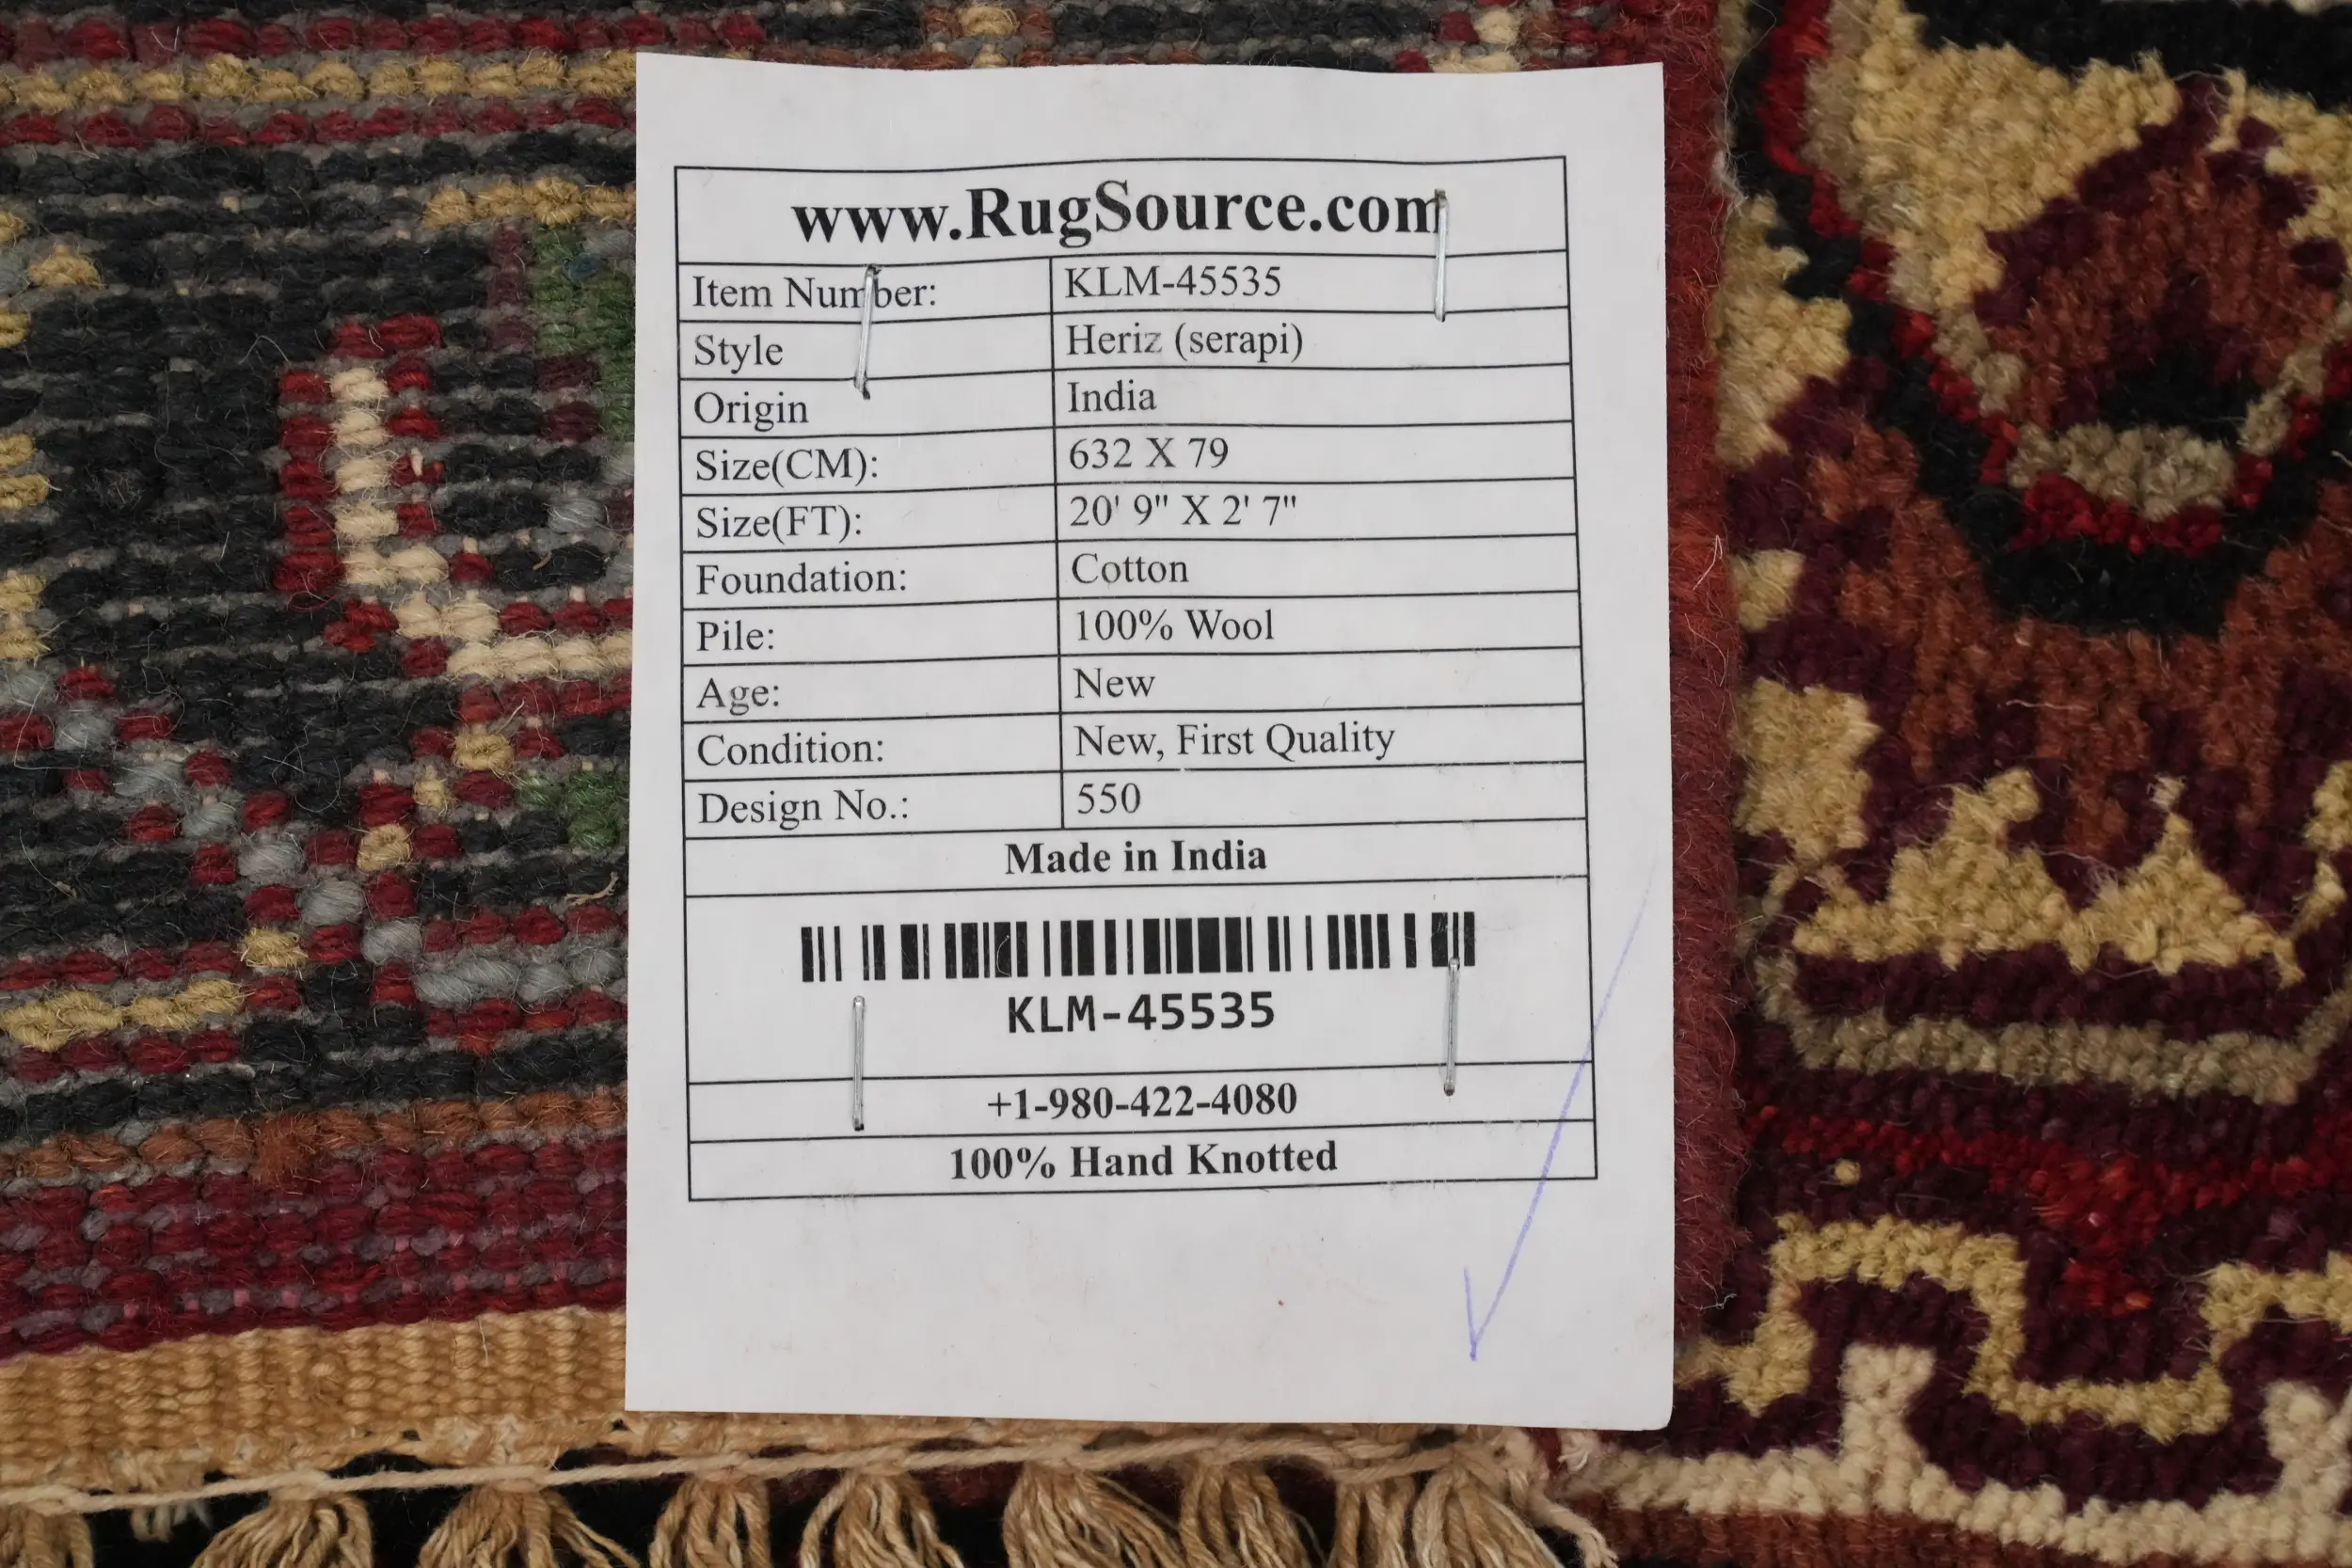 www.RugSource.com
Item Number: KLM-45535
Style Heriz (serapi)
Origin India
Size(CM): 632 X 79
Size(FT): 20' 9" X 2' 7"
Foundation: Cotton
Pile: 100% Wool
Age: New
Condition: New, First Quality
Design No.: 550
Made in India
KLM-45535
+1-980-422-4080
100% Hand Knotted